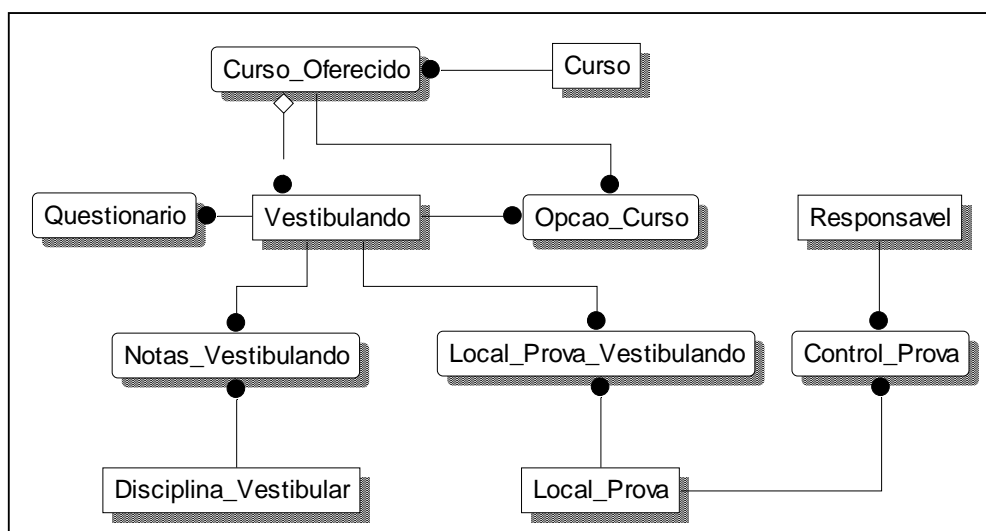 Curso_Oferecido
Curso
Questionario
Vestibulando
Opcao_Curso
Responsavel
Notas_Vestibulando
Local_Prova_Vestibulando
Control_Prova
Disciplina_Vestibular
Local_Prova